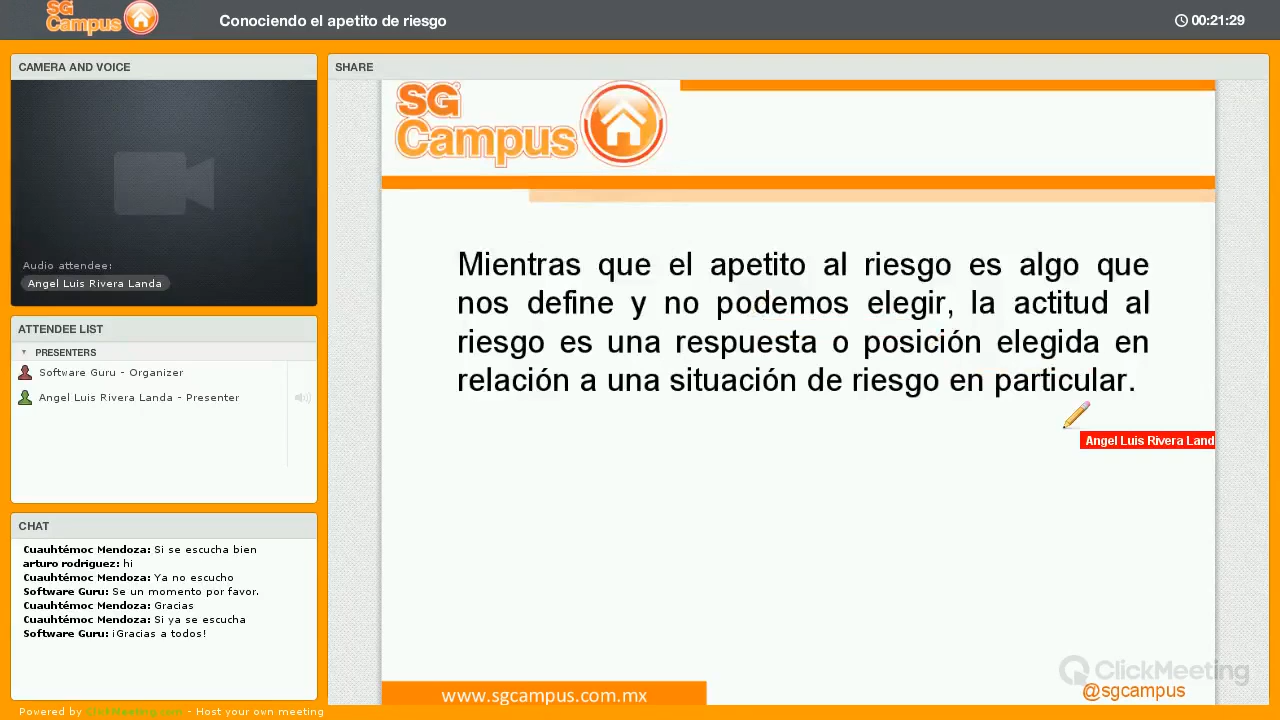 SG
Campus
Conociendo el apetito de riesgo
00:21:29
CAMERA AND VOICE
Audio attendee:
Angel Luis Rivera Landa
ATTENDEE LIST
PRESENTERS
Software Guru - Organizer
Angel Luis Rivera Landa - Presenter
CHAT
Cuauhtémoc Mendoza: Si se escucha bien
arturo rodriguez: hi
Cuauhtémoc Mendoza: Ya no escucho
Software Guru: Se un momento por favor.
Cuauhtémoc Mendoza: Gracias
Cuauhtémoc Mendoza: Si ya se escucha
Software Guru: ¡Gracias a todos!
Powered by ClickMeeting.com - Host your own meeting
SHARE
SG
Campus
Mientras que el apetito al riesgo es algo que
nos define y no podemos elegir, la actitud al
riesgo es una respuesta o posición elegida en
relación a una situación de riesgo en particular.
Angel Luis Rivera Land
www.sgcampus.com.mx
ClickMeeting
@sgcampus